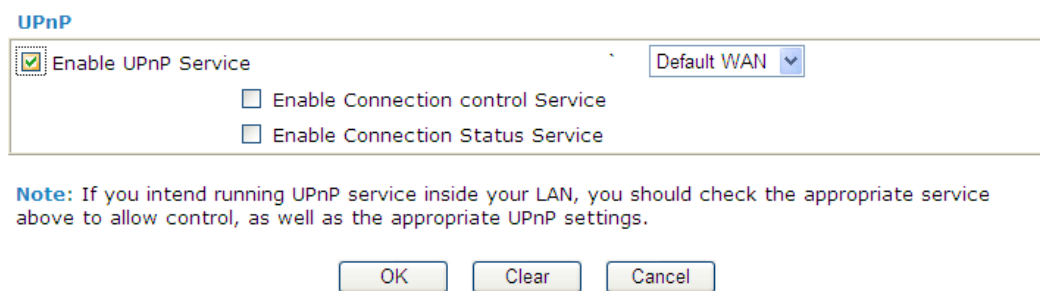 UPnP
Enable UPnP Service ` Default WAN
Enable Connection control Service
Enable Connection Status Service
Note: If you intend running UPnP service inside your LAN, you should check the appropriate service
above to allow control, as well as the appropriate UPnP settings.
OK Clear Cancel